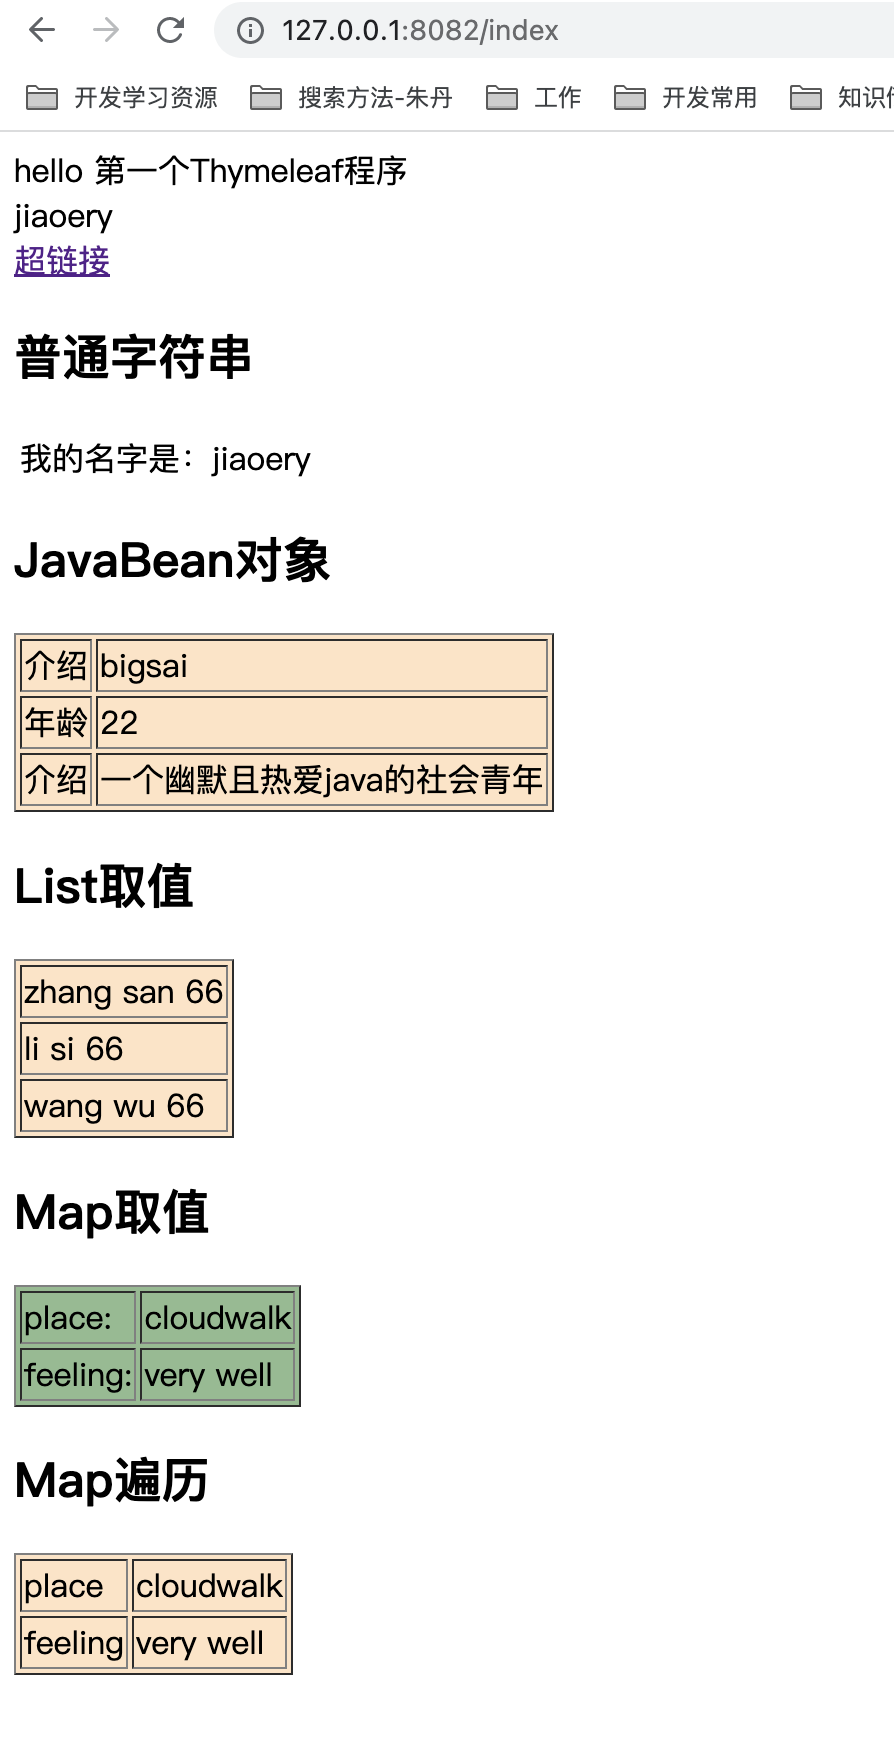 127.0.0.1:8082/index
开发学习资源 搜索方法-朱丹 工作 开发常用 知识
hello 第一个Thymeleaf程序
jiaoery
超链接
普通字符串
我的名字是：jiaoery
JavaBean对象
介绍 bigsai
年龄 22
介绍 一个幽默且热爱java的社会青年
List取值
zhang san 66
li si 66
wang wu 66
Map取值
place: cloudwalk
feeling: very well
Map遍历
place cloudwalk
feeling very well